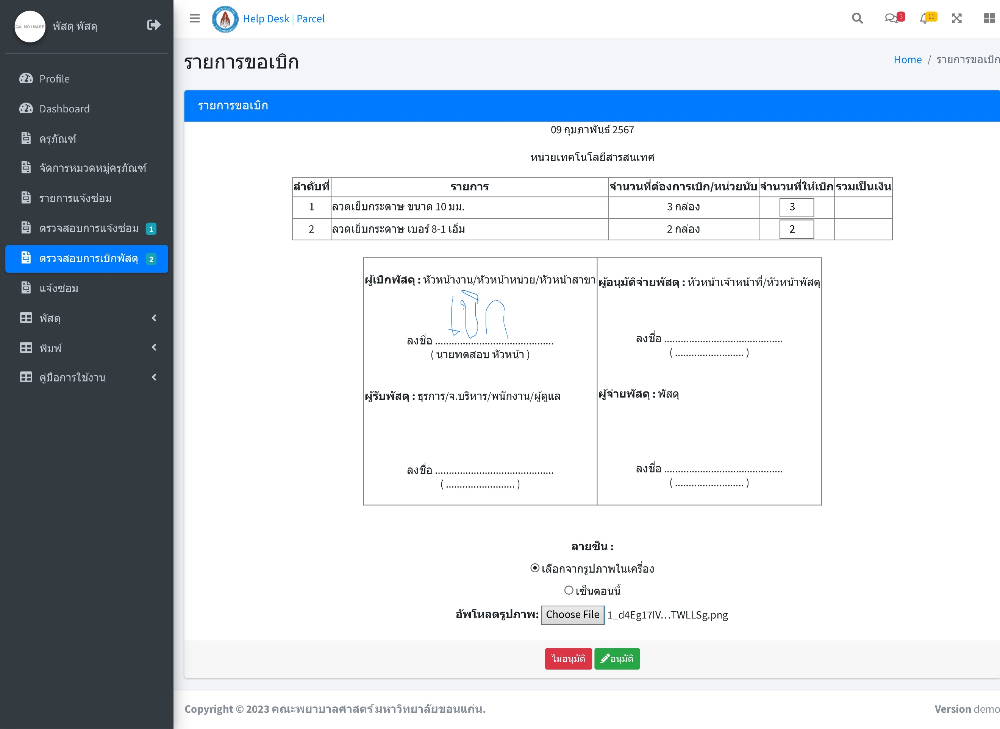 NO IMAGE
พัสดุ พัสดุ
Profile
Dashboard
ครุภัณฑ์
จัดการหมวดหมู่ครุภัณฑ์
รายการแจ้งซ่อม
ตรวจสอบการแจ้งซ่อม 1
ตรวจสอบการเบิกพัสดุ 2
แจ้งซ่อม
พัสดุ
พิมพ์
คู่มือการใช้งาน
Help Desk | Parcel
3
15
รายการขอเบิก
Home / รายการขอเบิก
รายการขอเบิก
09 กุมภาพันธ์ 2567
หน่วยเทคโนโลยีสารสนเทศ
ลำดับที่ รายการ จำนวนที่ต้องการเบิก/หน่วยนับ จำนวนที่ให้เบิก รวมเป็นเงิน
1 ลวดเย็บกระดาษ ขนาด 10 มม. 3 กล่อง 3
2 ลวดเย็บกระดาษ เบอร์ 8-1 เอ็ม 2 กล่อง 2
ผู้เบิกพัสดุ : หัวหน้างาน/หัวหน้าหน่วย/หัวหน้าสาขา
เบิก
ลงชื่อ ...........................................
( นายทดสอบ หัวหน้า )
ผู้อนุมัติจ่ายพัสดุ : หัวหน้าเจ้าหน้าที่/หัวหน้าพัสดุ
ลงชื่อ ...........................................
( ......................... )
ผู้รับพัสดุ : ธุรการ/จ.บริหาร/พนักงาน/ผู้ดูแล
ลงชื่อ ...........................................
( ......................... )
ผู้จ่ายพัสดุ : พัสดุ
ลงชื่อ ...........................................
( ......................... )
ลายซ็น :
เลือกจากรูปภาพในเครื่อง
เซ็นตอนนี้
อัพโหลดรูปภาพ: Choose File 1_d4Eg17IV…TWLLSg.png
ไม่อนุมัติ อนุมัติ
Copyright © 2023 คณะพยาบาลศาสตร์ มหาวิทยาลัยขอนแก่น.
Version demo